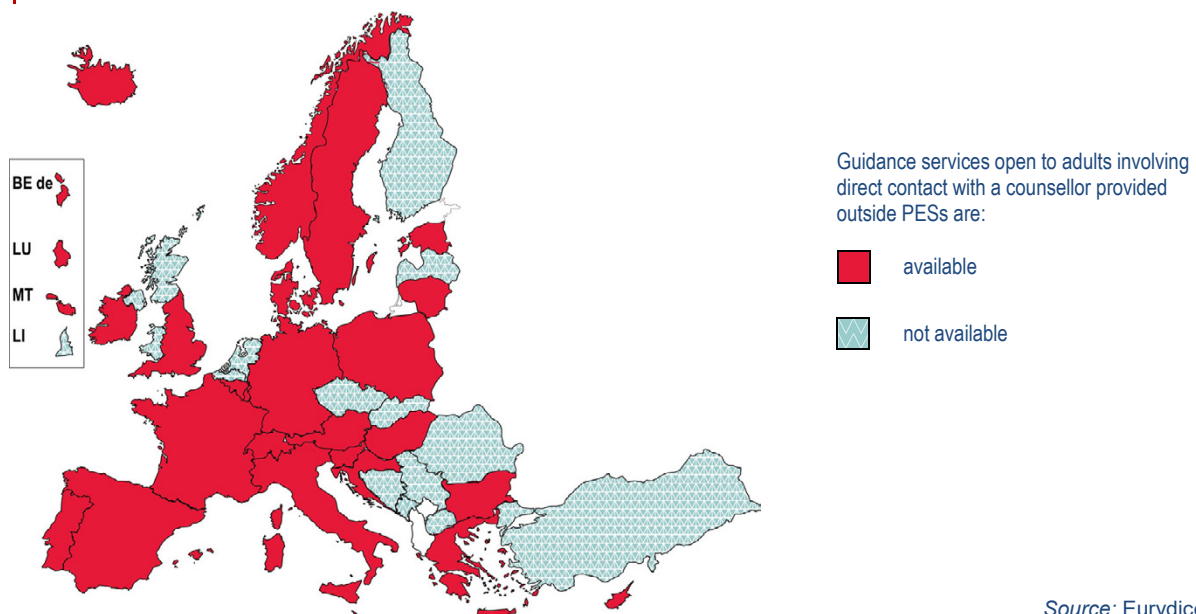 BE de
LU
MT
LI
Guidance services open to adults involving
direct contact with a counsellor provided
outside PESs are:
available
not available
Source: Eurydice